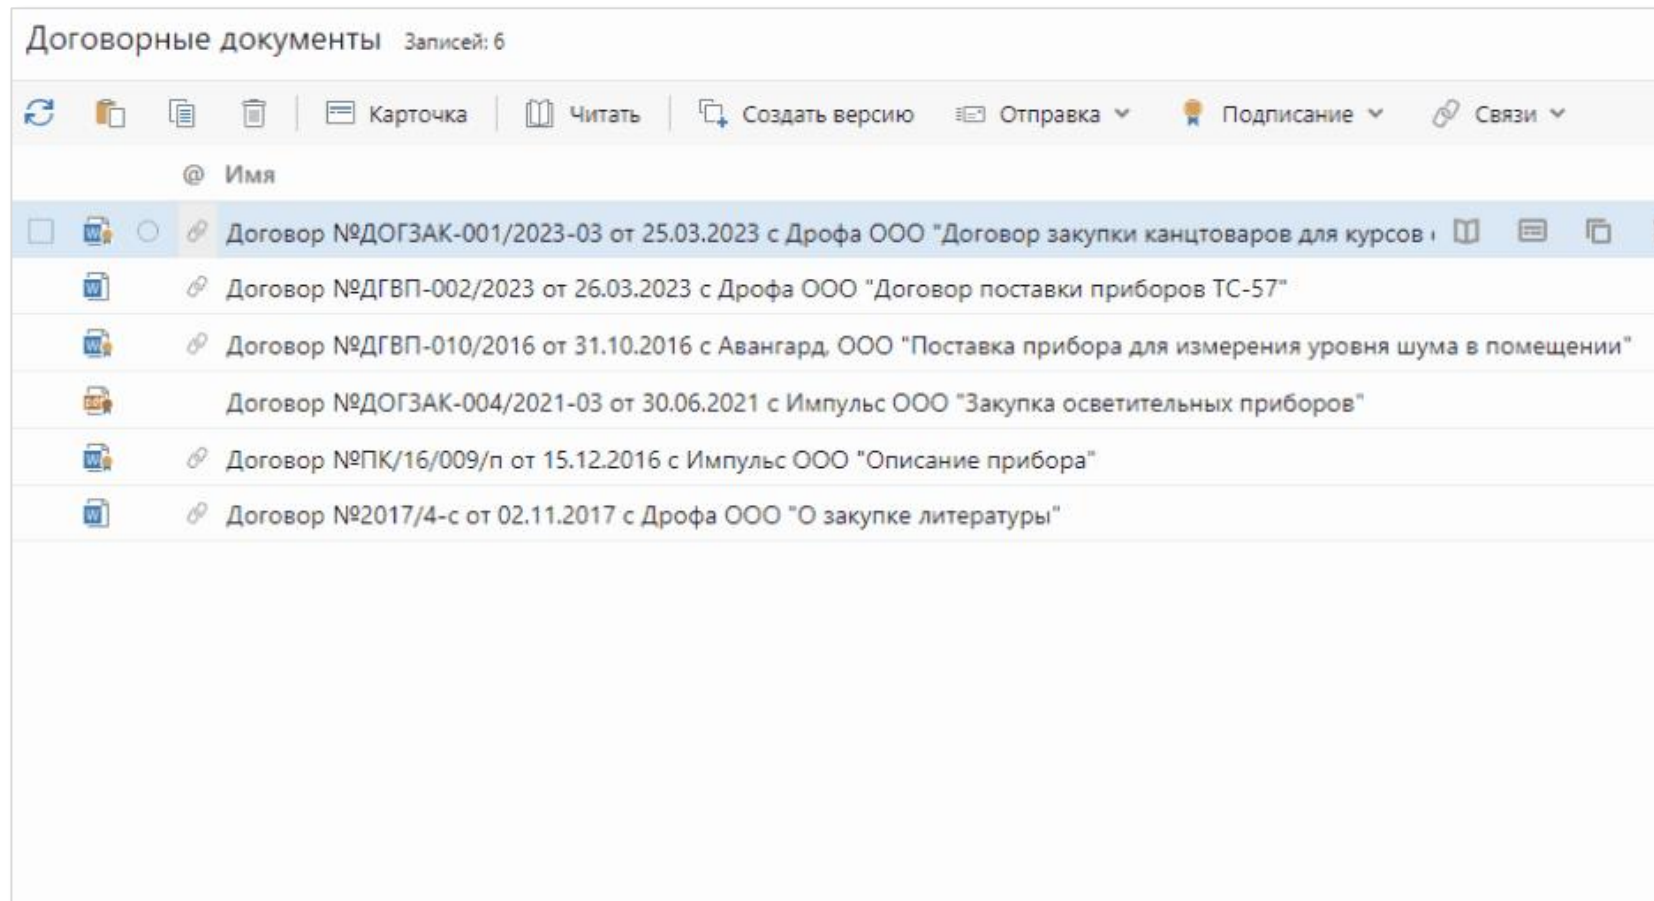 Договорные документы Записей: 6
Карточка Читать Создать версию Отправка Подписание Связи
@ Имя
Договор №ДОГЗАК-001/2023-03 от 25.03.2023 с Дрофа ООО "Договор закупки канцтоваров для курсов
Договор №ДГВП-002/2023 от 26.03.2023 с Дрофа ООО "Договор поставки приборов ТС-57"
Договор №ДГВП-010/2016 от 31.10.2016 с Авангард, ООО "Поставка прибора для измерения уровня шума в помещении"
Договор №ДОГЗАК-004/2021-03 от 30.06.2021 с Импульс ООО "Закупка осветительных приборов"
Договор №ПК/16/009/п от 15.12.2016 с Импульс ООО "Описание прибора"
Договор №2017/4-с от 02.11.2017 с Дрофа ООО "О закупке литературы"